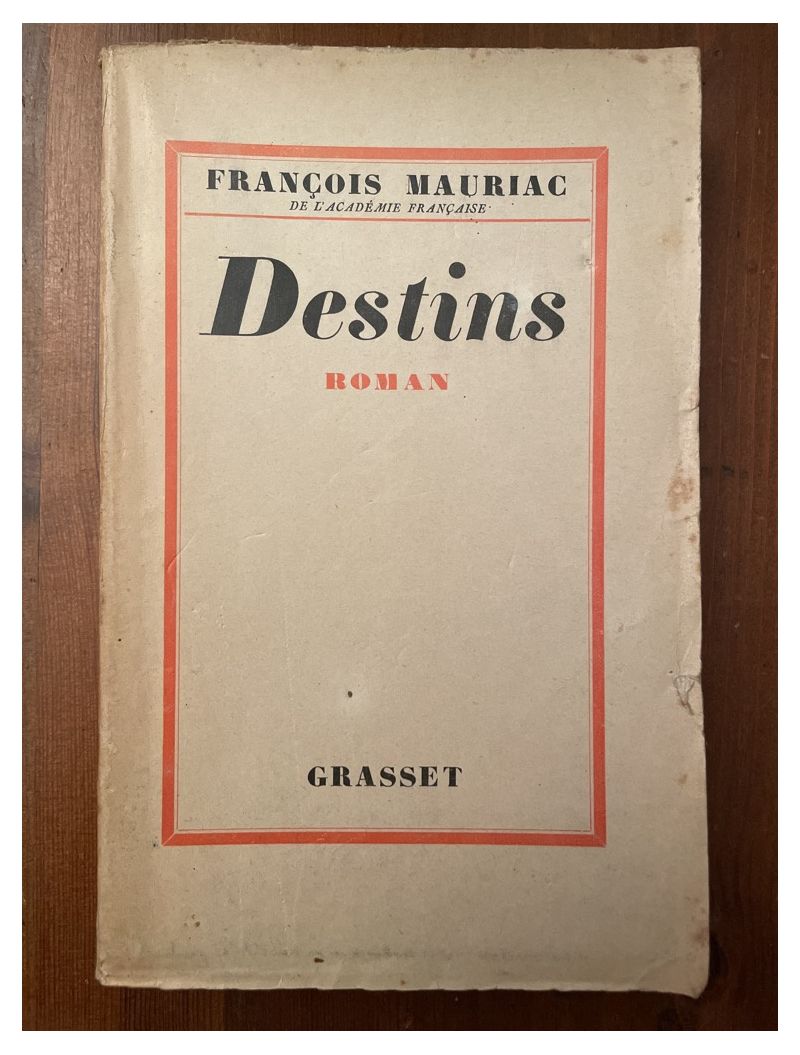 FRANÇOIS MAURIAC
DE L'ACADÉMIE FRANÇAISE
Destins
ROMAN
GRASSET